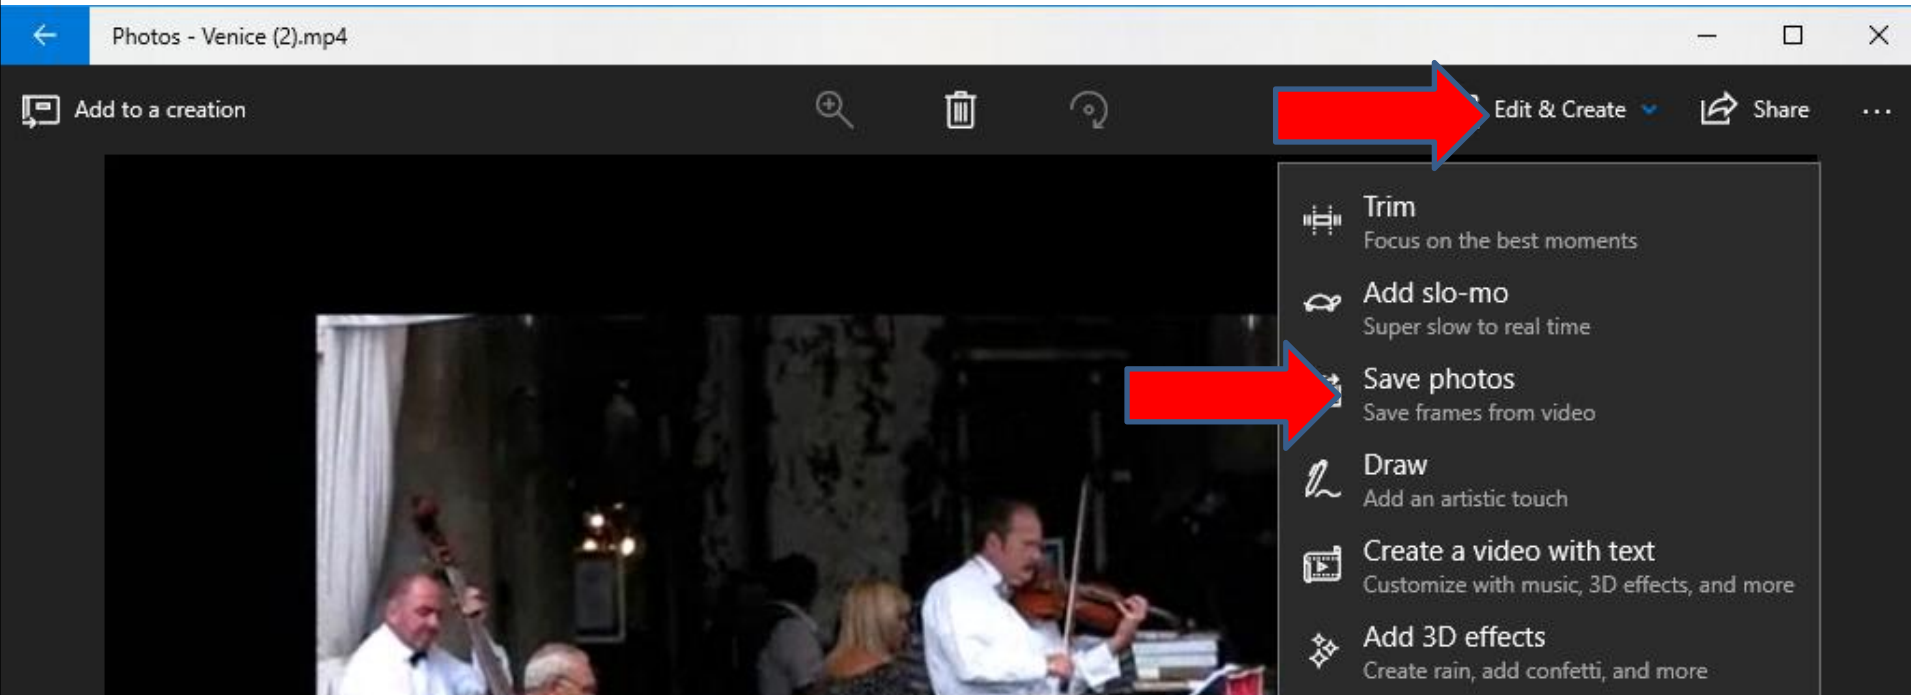 Photos - Venice (2).mp4
Add to a creation
Edit & Create
Share
Trim
Focus on the best moments
Add slo-mo
Super slow to real time
Save photos
Save frames from video
Draw
Add an artistic touch
Create a video with text
Customize with music, 3D effects, and more
Add 3D effects
Create rain, add confetti, and more